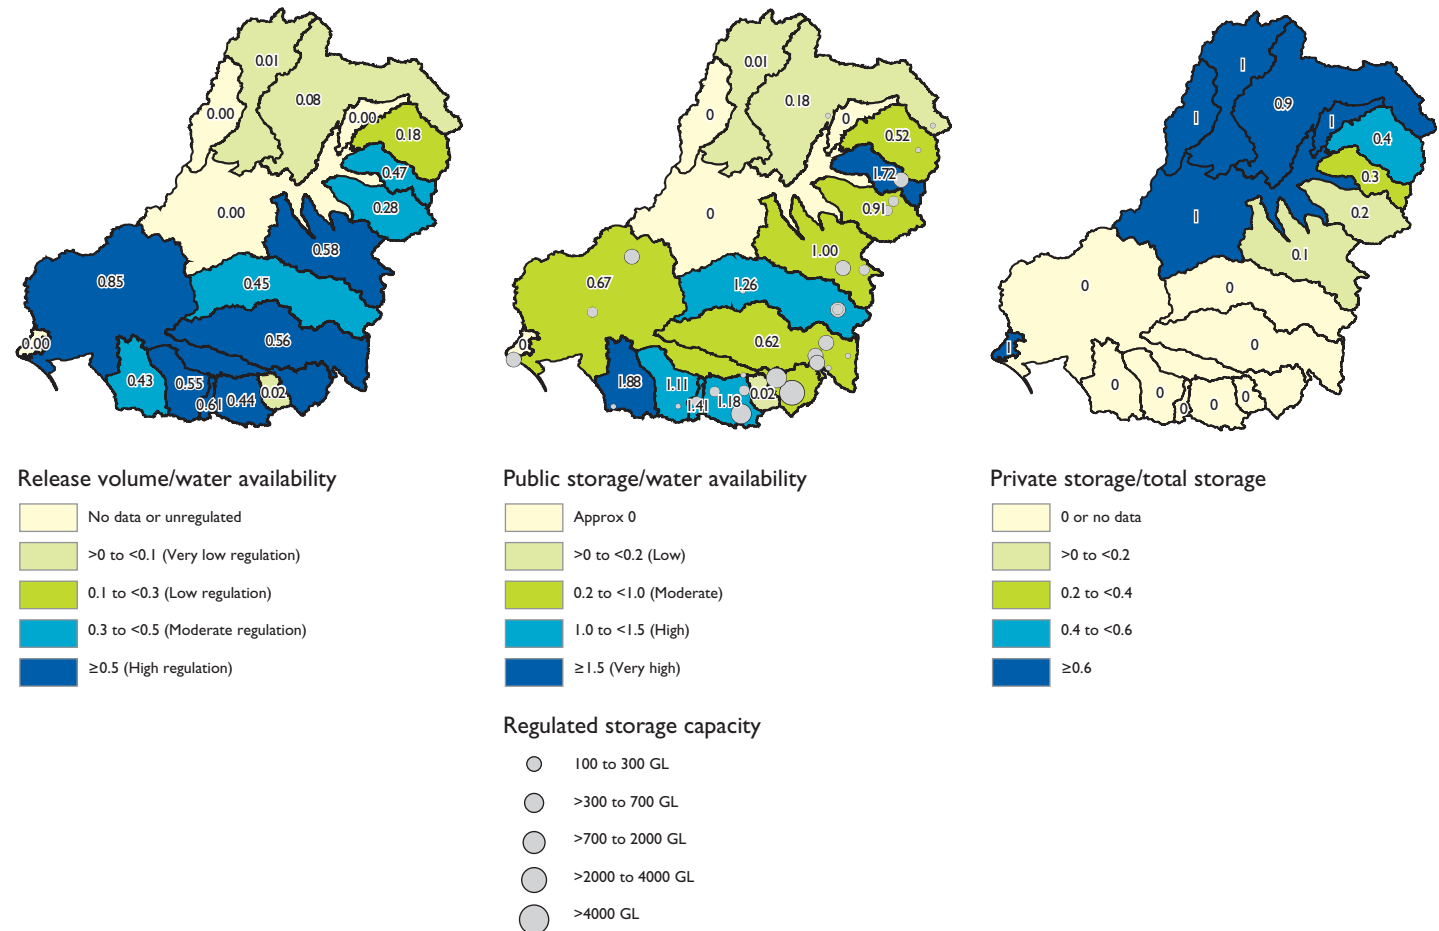 0.01
0.08
0.00
0.00
0.18
0.47
0.28
0.00
0.58
0.85
0.45
0.56
0.00
0.43
0.55
0.61
0.44
0.02
Release volume/water availability
No data or unregulated
>0 to <0.1 (Very low regulation)
0.1 to <0.3 (Low regulation)
0.3 to <0.5 (Moderate regulation)
≥0.5 (High regulation)
0.01
0.18
0
0
0.52
1.72
0.91
0
1.00
0.67
1.26
0.62
0
1.88
1.11
1.41
1.18
0.02
Public storage/water availability
Approx 0
>0 to <0.2 (Low)
0.2 to <1.0 (Moderate)
1.0 to <1.5 (High)
≥1.5 (Very high)
Regulated storage capacity
100 to 300 GL
>300 to 700 GL
>700 to 2000 GL
>2000 to 4000 GL
>4000 GL
1
0.9
1
1
0.4
0.3
0.2
1
0.1
0
0
0
1
0
0
0
0
0
Private storage/total storage
0 or no data
>0 to <0.2
0.2 to <0.4
0.4 to <0.6
≥0.6